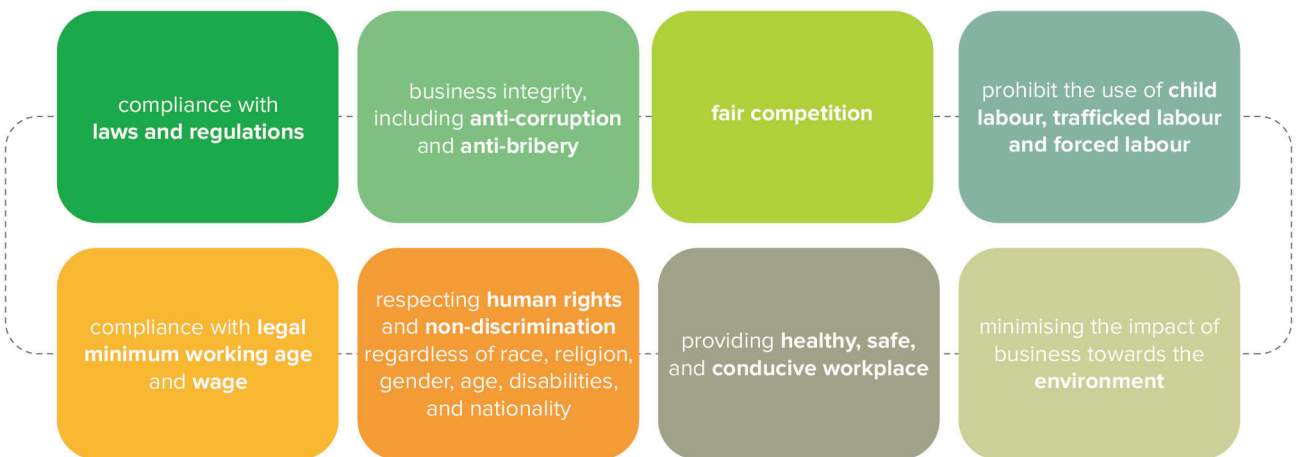 compliance with
laws and regulations
business integrity,
including anti-corruption
and anti-bribery
fair competition
prohibit the use of child
labour, trafficked labour
and forced labour
compliance with legal
minimum working age
and wage
respecting human rights
and non-discrimination
regardless of race, religion,
gender, age, disabilities,
and nationality
providing healthy, safe,
and conducive workplace
minimising the impact of
business towards the
environment